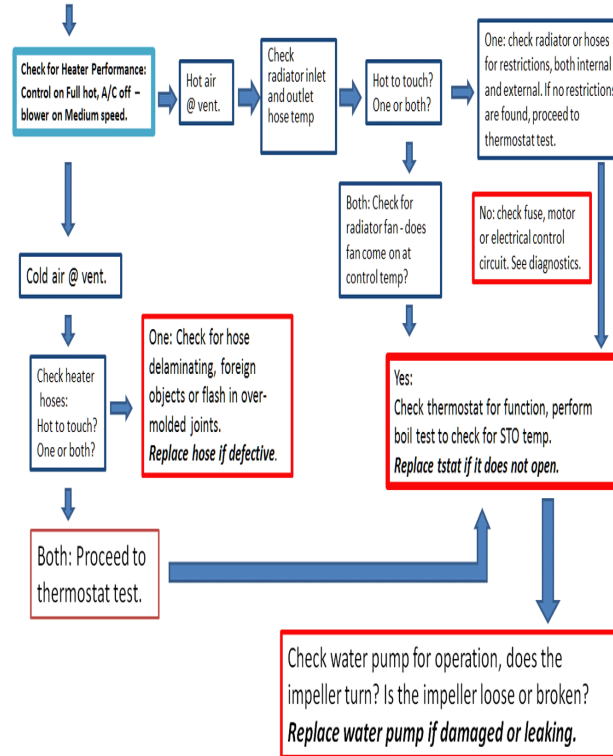 Check for Heater Performance:
Control on Full hot, A/C off –
blower on Medium speed.
Hot air
@ vent.
Check
radiator inlet
and outlet
hose temp
Hot to touch?
One or both?
One: check radiator or hoses
for restrictions, both internal
and external. If no restrictions
are found, proceed to
thermostat test.
Both: Check for
radiator fan - does
fan come on at
control temp?
No: check fuse, motor
or electrical control
circuit. See diagnostics.
Cold air @ vent.
Check heater
hoses:
Hot to touch?
One or both?
One: Check for hose
delaminating, foreign
objects or flash in over-
molded joints.
Replace hose if defective.
Yes:
Check thermostat for function, perform
boil test to check for STO temp.
Replace tstat if it does not open.
Both: Proceed to
thermostat test.
Check water pump for operation, does the
impeller turn? Is the impeller loose or broken?
Replace water pump if damaged or leaking.